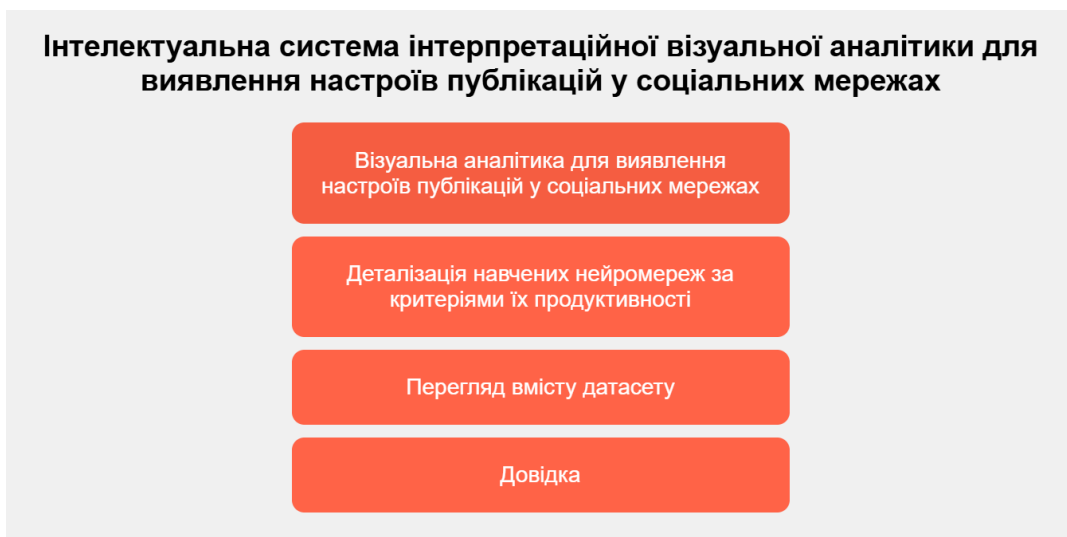 Інтелектуальна система інтерпретаційної візуальної аналітики для
виявлення настроїв публікацій у соціальних мережах
Візуальна аналітика для виявлення
настроїв публікацій у соціальних мережах
Деталізація навчених нейромереж за
критеріями їх продуктивності
Перегляд вмісту датасету
Довідка